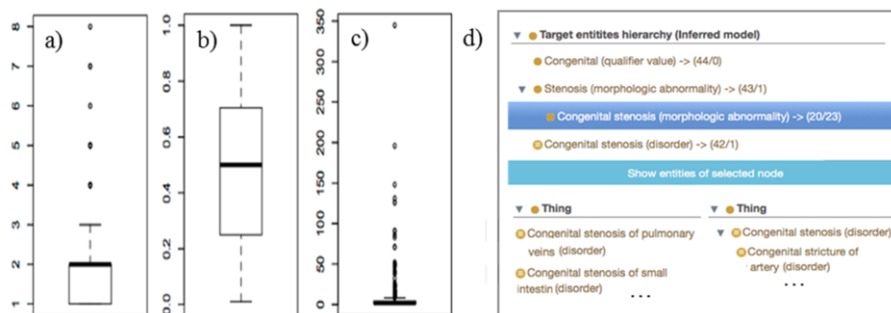 a)
8
7
6
5
4
3
2
1
b)
1.0
0.8
0.6
0.4
0.2
0.0
c)
350
300
250
200
150
100
50
0
d)
Target entitites hierarchy (Inferred model)
Congenital (qualifier value) -> (44/0)
Stenosis (morphologic abnormality) -> (43/1)
Congenital stenosis (morphologic abnormality) -> (20/23)
Congenital stenosis (disorder) -> (42/1)
Show entities of selected node
Thing
Congenital stenosis of pulmonary
veins (disorder)
Congenital stenosis of small
intestin (disorder)
...
Thing
Congenital stenosis (disorder)
Congenital stricture of
artery (disorder)
...